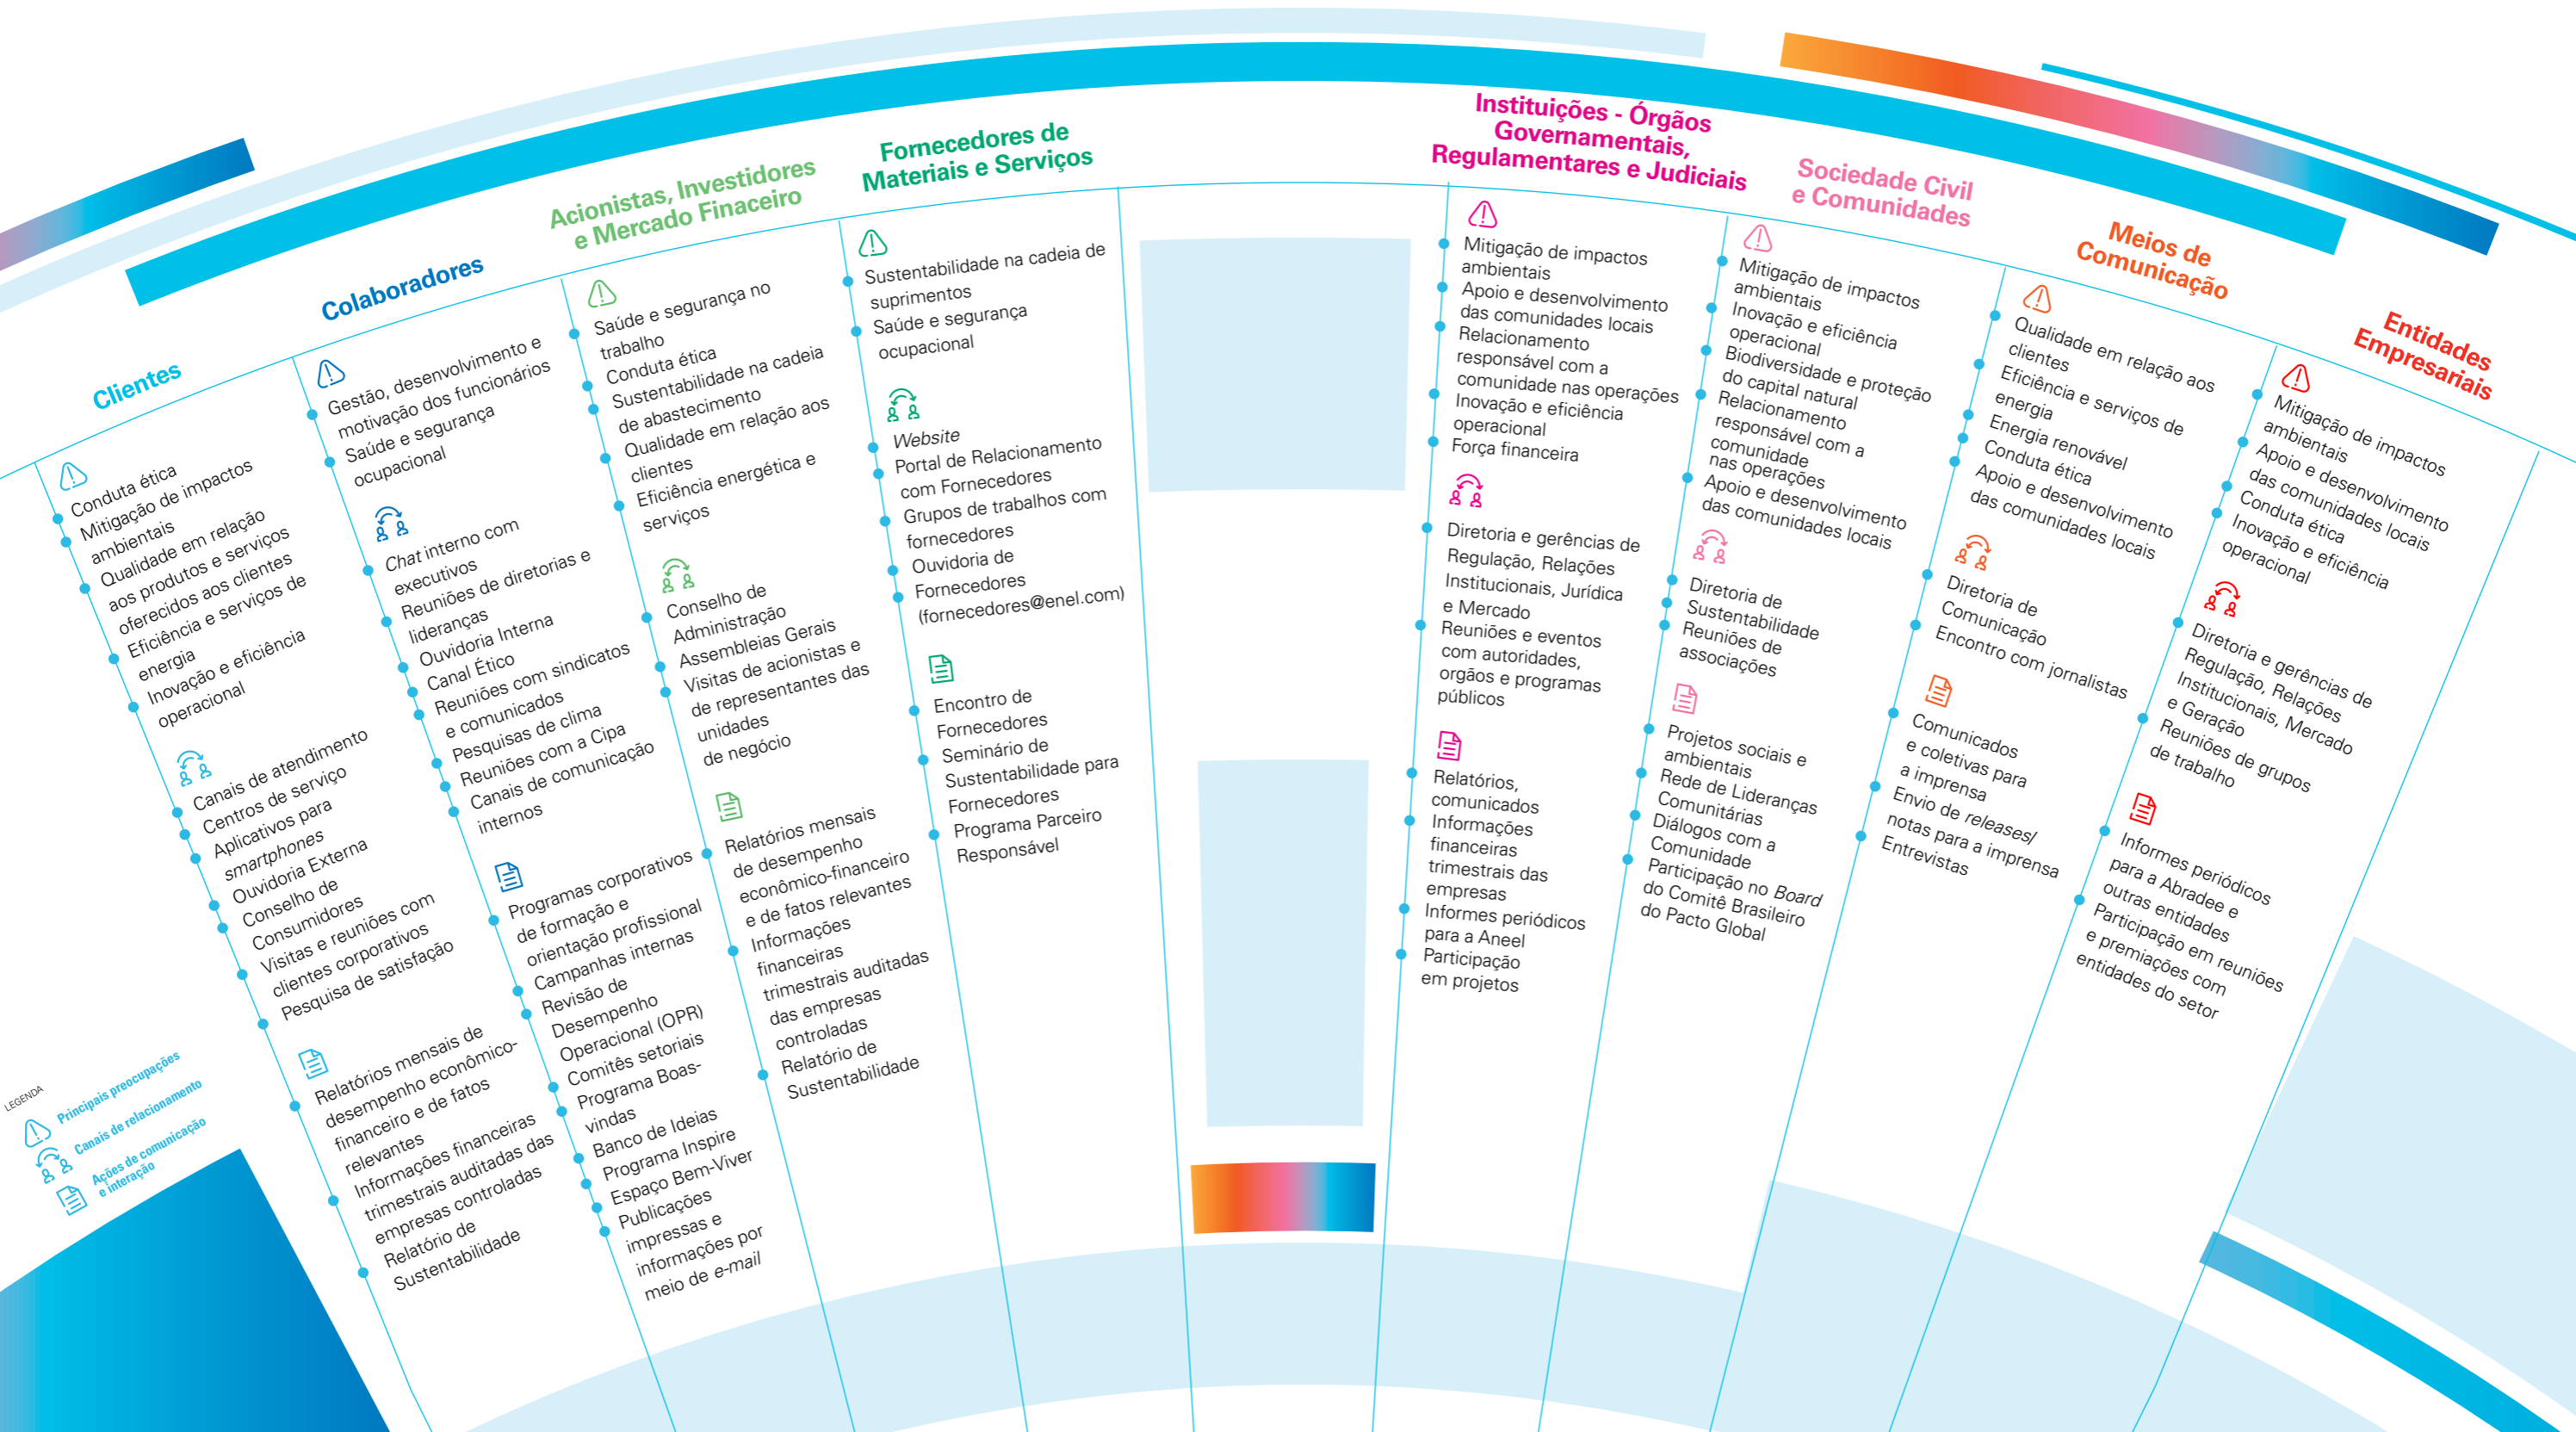 Clientes
Conduta ética
Mitigação de impactos
ambientais
Qualidade em relação
aos produtos e serviços
oferecidos aos clientes
Eficiência e serviços de
energia
Inovação e eficiência
operacional
Canais de atendimento
Centros de serviço
Aplicativos para
smartphones
Ouvidoria Externa
Conselho de
Consumidores
Visitas e reuniões com
clientes corporativos
Pesquisa de satisfação
Relatórios mensais de
desempenho econômico-
financeiro e de fatos
relevantes
Informações financeiras
trimestrais auditadas das
empresas controladas
Relatório de
Sustentabilidade
Colaboradores
Gestão, desenvolvimento e
motivação dos funcionários
Saúde e segurança
ocupacional
Chat interno com
executivos
Reuniões de diretorias e
lideranças
Ouvidoria Interna
Canal Ético
Reuniões com sindicatos
e comunicados
Pesquisas de clima
Reuniões com a Cipa
Canais de comunicação
internos
Programas corporativos
de formação e
orientação profissional
Campanhas internas
Revisão de
Desempenho
Operacional (OPR)
Comitês setoriais
Programa Boas-
vindas
Banco de Ideias
Programa Inspire
Espaço Bem-Viver
Publicações
impressas e
informações por
meio de e-mail
Acionistas, Investidores
e Mercado Finaceiro
Saúde e segurança no
trabalho
Conduta ética
Sustentabilidade na cadeia
de abastecimento
Qualidade em relação aos
clientes
Eficiência energética e
serviços
Conselho de
Administração
Assembleias Gerais
Visitas de acionistas e
de representantes das
unidades
de negócio
Relatórios mensais
de desempenho
econômico-financeiro
e de fatos relevantes
Informações
financeiras
trimestrais auditadas
das empresas
controladas
Relatório de
Sustentabilidade
Fornecedores de
Materiais e Serviços
Sustentabilidade na cadeia de
suprimentos
Saúde e segurança
ocupacional
Website
Portal de Relacionamento
com Fornecedores
Grupos de trabalhos com
fornecedores
Ouvidoria de
Fornecedores
(fornecedores@enel.com)
Encontro de
Fornecedores
Seminário de
Sustentabilidade para
Fornecedores
Programa Parceiro
Responsável
Instituições - Órgãos
Governamentais,
Regulamentares e Judiciais
Mitigação de impactos
ambientais
Apoio e desenvolvimento
das comunidades locais
Relacionamento
responsável com a
comunidade nas operações
Inovação e eficiência
operacional
Força financeira
Diretoria e gerências de
Regulação, Relações
Institucionais, Jurídica
e Mercado
Reuniões e eventos
com autoridades,
orgãos e programas
públicos
Relatórios,
comunicados
Informações
financeiras
trimestrais das
empresas
Informes periódicos
para a Aneel
Participação
em projetos
Sociedade Civil
e Comunidades
Mitigação de impactos
ambientais
Inovação e eficiência
operacional
Biodiversidade e proteção
do capital natural
Relacionamento
responsável com a
comunidade
nas operações
Apoio e desenvolvimento
das comunidades locais
Diretoria de
Sustentabilidade
Reuniões de
associações
Projetos sociais e
ambientais
Rede de Lideranças
Comunitárias
Diálogos com a
Comunidade
Participação no Board
do Comitê Brasileiro
do Pacto Global
Meios de
Comunicação
Qualidade em relação aos
clientes
Eficiência e serviços de
energia
Energia renovável
Conduta ética
Apoio e desenvolvimento
das comunidades locais
Diretoria de
Comunicação
Encontro com jornalistas
Comunicados
e coletivas para
a imprensa
Envio de releases/
notas para a imprensa
Entrevistas
Entidades
Empresariais
Mitigação de impactos
ambientais
Apoio e desenvolvimento
das comunidades locais
Conduta ética
Inovação e eficiência
operacional
Diretoria e gerências de
Regulação, Relações
Institucionais, Mercado
e Geração
Reuniões de grupos
de trabalho
Informes periódicos
para a Abradee e
outras entidades
Participação em reuniões
e premiações com
entidades do setor
LEGENDA
Principais preocupações
Canais de relacionamento
Ações de comunicação
e interação